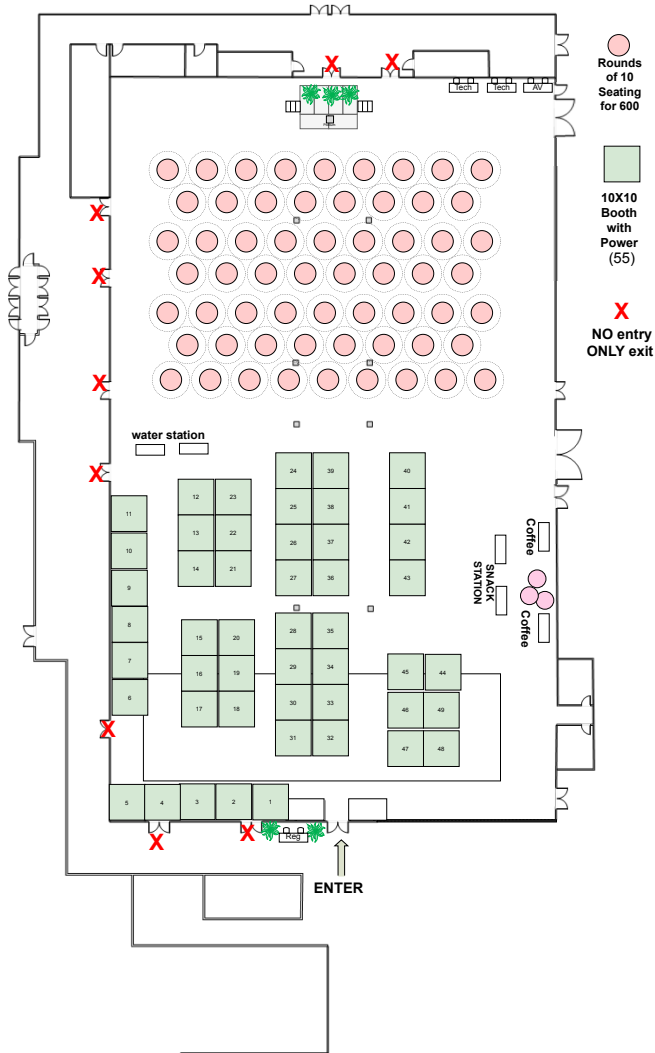 X
X
Tech
Tech
AV
Rounds
of 10
Seating
for 600
10X10
Booth
with
Power
(55)
X
NO entry
ONLY exit
X
X
X
X
water station
24
39
40
12
23
11
25
38
41
13
22
10
26
37
42
14
21
9
27
36
43
Coffee
SNACK
STATION
Coffee
8
28
35
15
20
7
29
34
16
19
45
44
6
30
33
17
18
46
49
31
32
47
48
X
5
4
3
2
1
X
X
Reg
ENTER